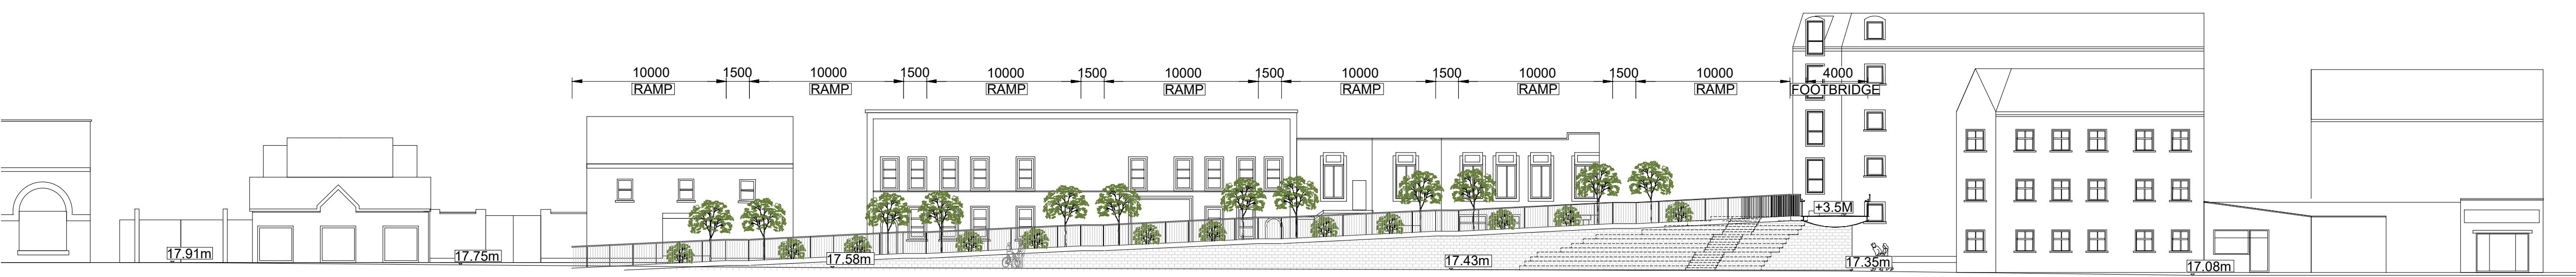 10000 1500 10000 1500 10000 1500 10000 1500 10000 1500 10000 1500 10000 4000
RAMP RAMP RAMP RAMP RAMP RAMP RAMP FOOTBRIDGE
+3.5M
17.91m 17.75m 17.58m 17.43m 17.35m 17.08m